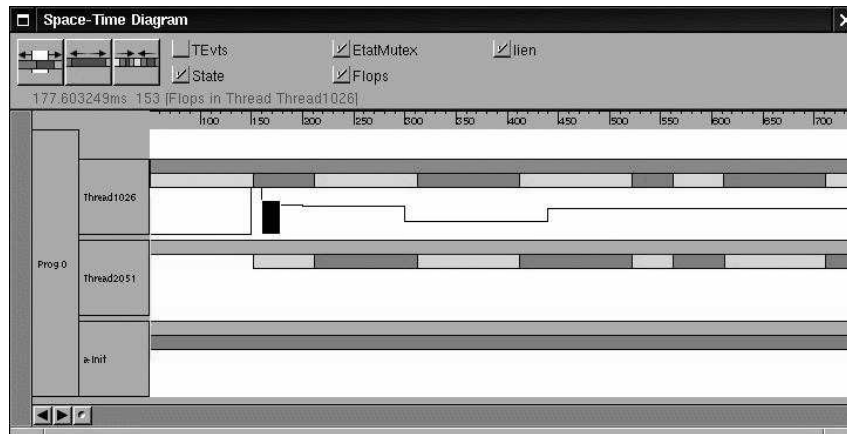 Space-Time Diagram
TEvts EtatMutex lien
State Flops
177.603249ms 153 [Flops in Thread Thread1026]
100 150 200 250 300 350 400 450 500 550 600 650 700
Thread1026
Prog 0
Thread2051
a-Init